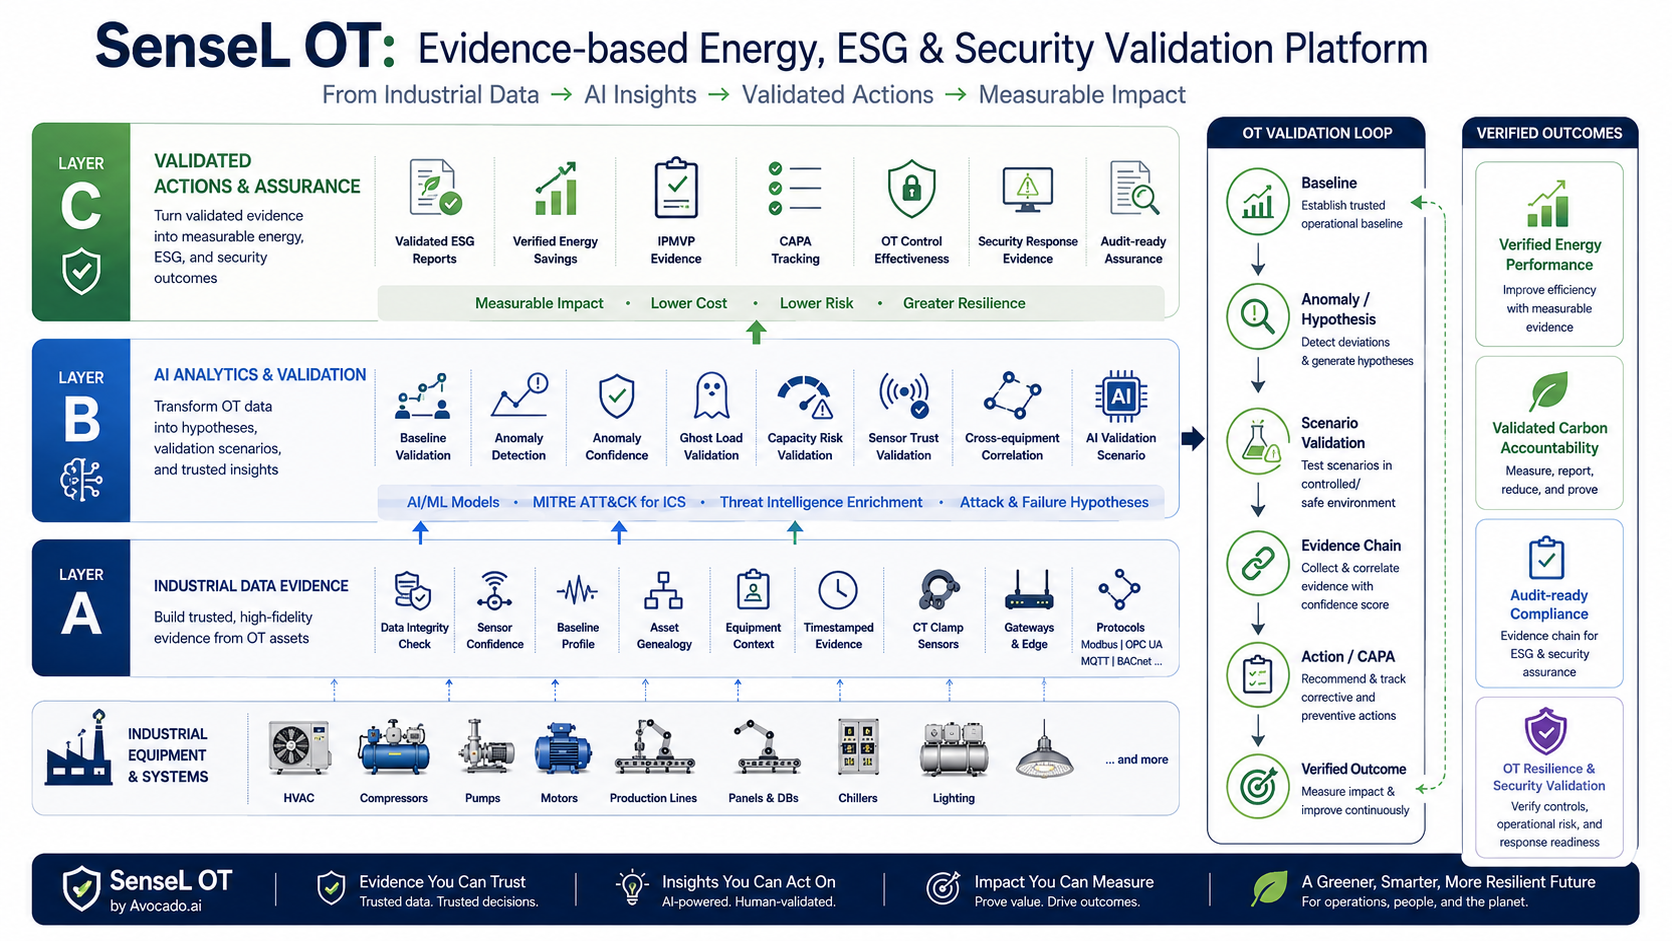 SenseL OT: Evidence-based Energy, ESG & Security Validation Platform
From Industrial Data → AI Insights → Validated Actions → Measurable Impact
LAYER
C
VALIDATED
ACTIONS & ASSURANCE
Turn validated evidence
into measurable energy,
ESG, and security
outcomes
Validated ESG
Reports
Verified Energy
Savings
IPMVP
Evidence
CAPA
Tracking
OT Control
Effectiveness
Security Response
Evidence
Audit-ready
Assurance
Measurable Impact • Lower Cost • Lower Risk • Greater Resilience
LAYER
B
AI ANALYTICS & VALIDATION
Transform OT data
into hypotheses,
validation scenarios,
and trusted insights
Baseline
Validation
Anomaly
Detection
Anomaly
Confidence
Ghost Load
Validation
Capacity Risk
Validation
Sensor Trust
Validation
Cross-equipment
Correlation
AI
AI Validation
Scenario
AI/ML Models • MITRE ATT&CK for ICS • Threat Intelligence Enrichment • Attack & Failure Hypotheses
LAYER
A
INDUSTRIAL DATA EVIDENCE
Build trusted, high-fidelity
evidence from OT assets
Data Integrity
Check
Sensor
Confidence
Baseline
Profile
Asset
Genealogy
Equipment
Context
Timestamped
Evidence
CT Clamp
Sensors
Gateways
& Edge
Protocols
Modbus | OPC UA
MQTT | BACnet ...
INDUSTRIAL
EQUIPMENT
& SYSTEMS
HVAC
Compressors
Pumps
Motors
Production Lines
Panels & DBs
Chillers
Lighting
... and more
OT VALIDATION LOOP
Baseline
Establish trusted
operational baseline
Anomaly /
Hypothesis
Detect deviations
& generate hypotheses
Scenario
Validation
Test scenarios in
controlled/
safe environment
Evidence Chain
Collect & correlate
evidence with
confidence score
Action / CAPA
Recommend & track
corrective and
preventive actions
Verified Outcome
Measure impact &
improve continuously
VERIFIED OUTCOMES
Verified Energy
Performance
Improve efficiency
with measurable
evidence
Validated Carbon
Accountability
Measure, report,
reduce, and prove
Audit-ready
Compliance
Evidence chain for
ESG & security
assurance
OT Resilience &
Security Validation
Verify controls,
operational risk, and
response readiness
SenseL OT
by Avocado.ai
Evidence You Can Trust
Trusted data. Trusted decisions.
Insights You Can Act On
AI-powered. Human-validated.
Impact You Can Measure
Prove value. Drive outcomes.
A Greener, Smarter, More Resilient Future
For operations, people, and the planet.